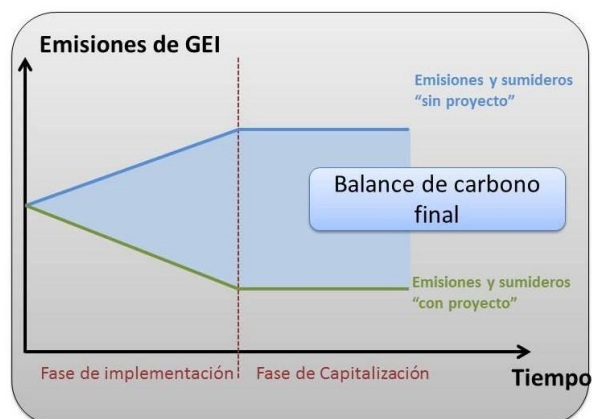 Emisiones de GEI
Emisiones y sumideros
“sin proyecto”
Balance de carbono
final
Emisiones y sumideros
“con proyecto”
Fase de implementación
Fase de Capitalización
Tiempo